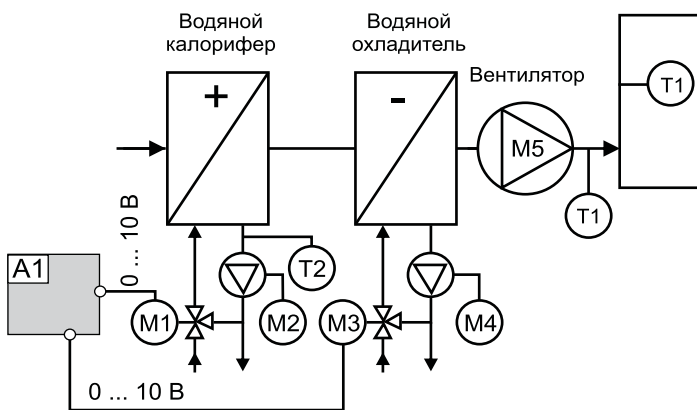 Водяной
калорифер
Водяной
охладитель
Вентилятор
+
-
M5
T1
T1
A1
0 ... 10 В
T2
M1
M2
M3
M4
0 ... 10 В